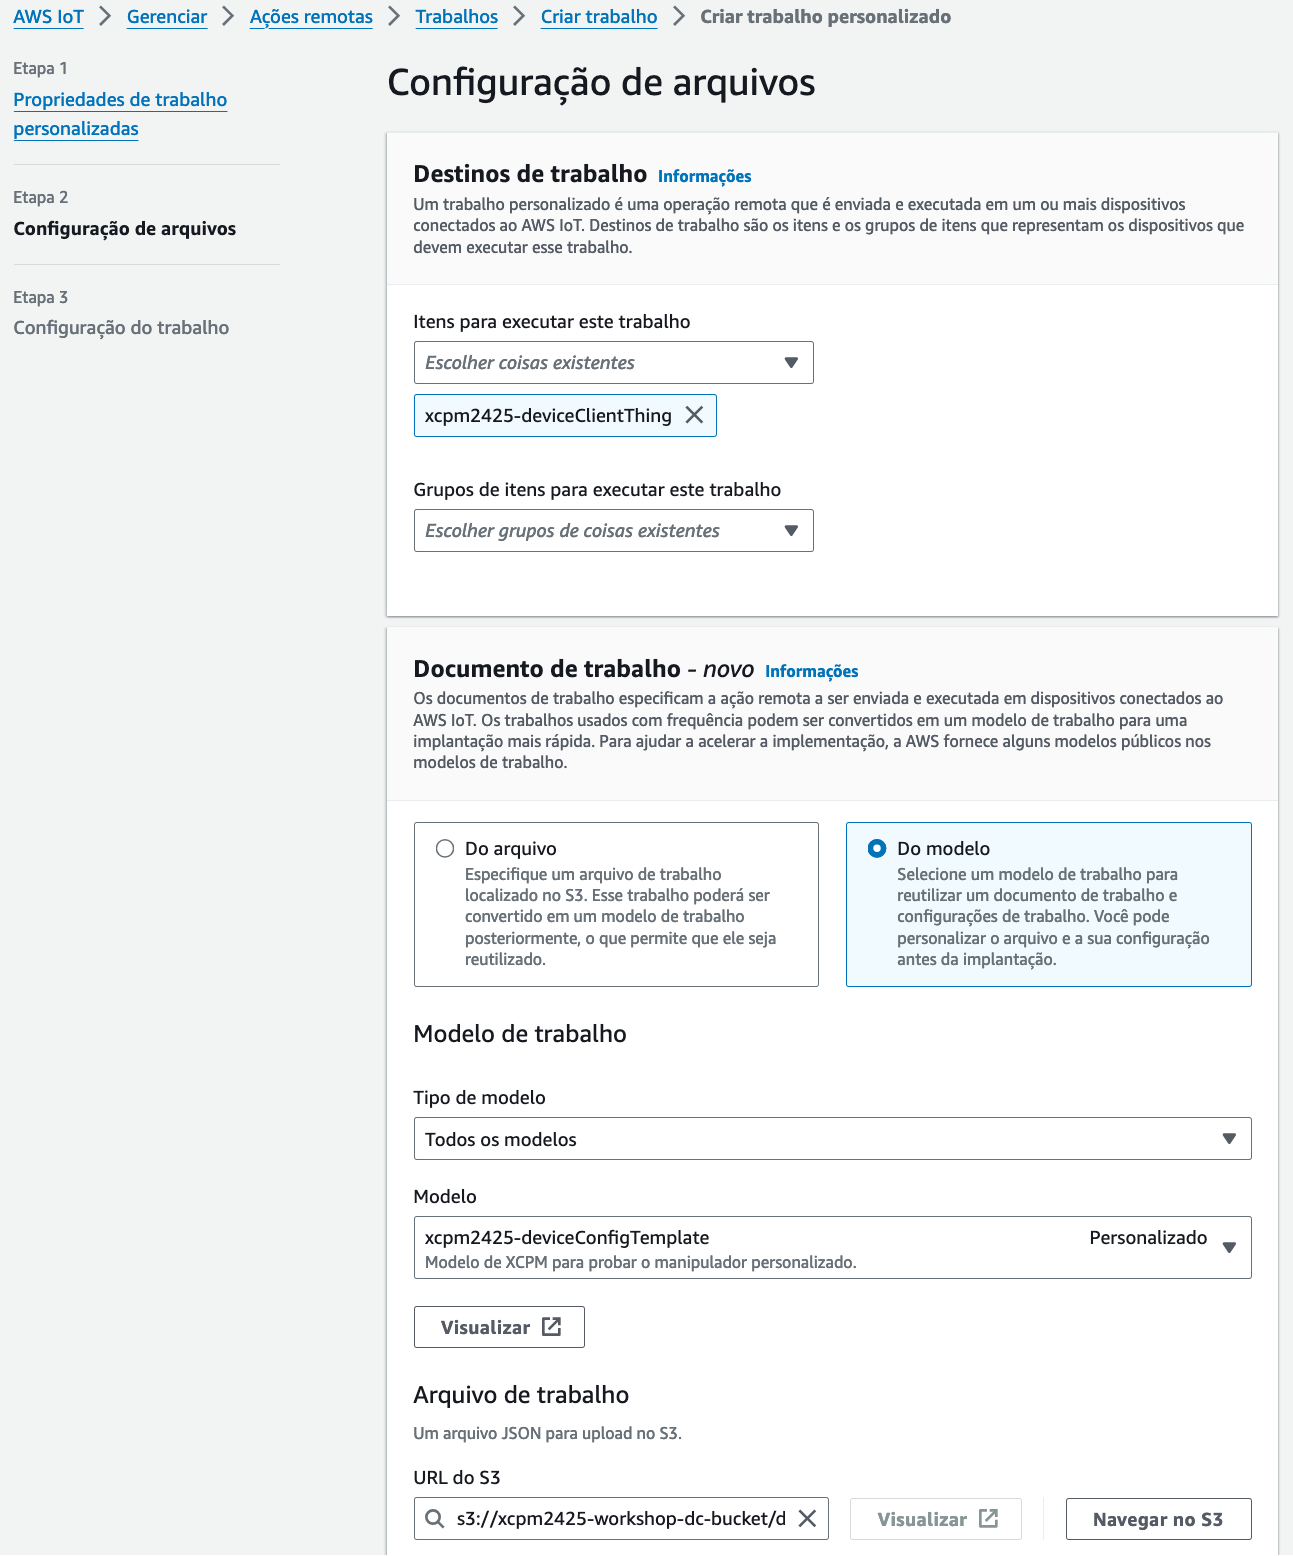 AWS IoT > Gerenciar > Ações remotas > Trabalhos > Criar trabalho > Criar trabalho personalizado
Etapa 1
Propriedades de trabalho
personalizadas
Etapa 2
Configuração de arquivos
Etapa 3
Configuração do trabalho
Configuração de arquivos
Destinos de trabalho Informações
Um trabalho personalizado é uma operação remota que é enviada e executada em um ou mais dispositivos
conectados ao AWS IoT. Destinos de trabalho são os itens e os grupos de itens que representam os dispositivos que
devem executar esse trabalho.
Itens para executar este trabalho
Escolher coisas existentes
xcpm2425-deviceClientThing
Grupos de itens para executar este trabalho
Escolher grupos de coisas existentes
Documento de trabalho - novo Informações
Os documentos de trabalho especificam a ação remota a ser enviada e executada em dispositivos conectados ao
AWS IoT. Os trabalhos usados com frequência podem ser convertidos em um modelo de trabalho para uma
implantação mais rápida. Para ajudar a acelerar a implementação, a AWS fornece alguns modelos públicos nos
modelos de trabalho.
Do arquivo
Especifique um arquivo de trabalho
localizado no S3. Esse trabalho poderá ser
convertido em um modelo de trabalho
posteriormente, o que permite que ele seja
reutilizado.
Do modelo
Selecione um modelo de trabalho para
reutilizar um documento de trabalho e
configurações de trabalho. Você pode
personalizar o arquivo e a sua configuração
antes da implantação.
Modelo de trabalho
Tipo de modelo
Todos os modelos
Modelo
xcpm2425-deviceConfigTemplate Personalizado
Modelo de XCPM para probar o manipulador personalizado.
Visualizar
Arquivo de trabalho
Um arquivo JSON para upload no S3.
URL do S3
s3://xcpm2425-workshop-dc-bucket/d Visualizar Navegar no S3